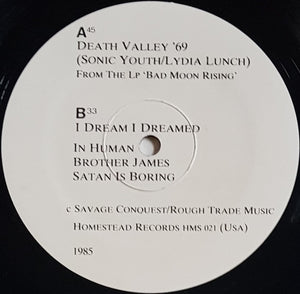 A45
DEATH VALLEY '69
(SONIC YOUTH/LYDIA LUNCH)
FROM THE LP 'BAD MOON RISING'
B33
I DREAM I DREAMED
IN HUMAN
BROTHER JAMES
SATAN IS BORING
c SAVAGE CONQUEST/ROUGH TRADE MUSIC
HOMESTEAD RECORDS HMS 021 (USA)
1985